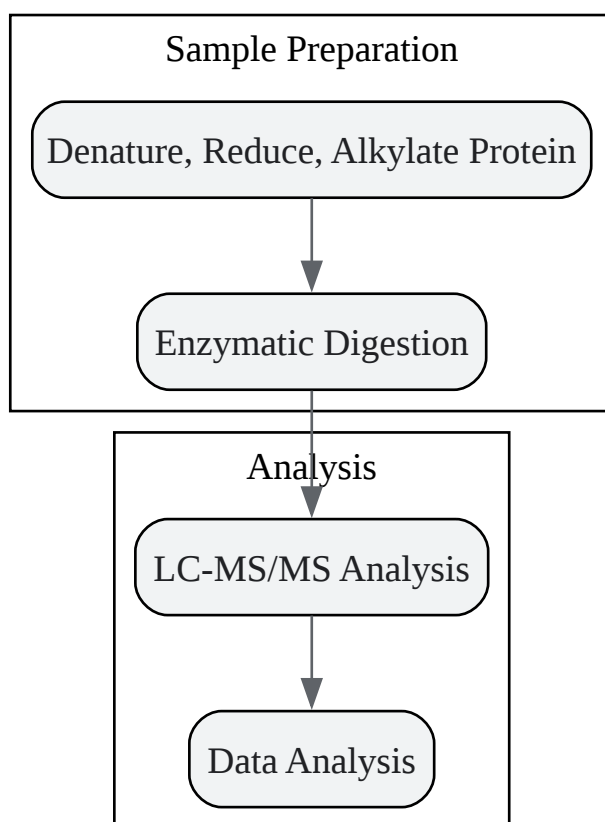 Sample Preparation
Denature, Reduce, Alkylate Protein
Enzymatic Digestion
Analysis
LC-MS/MS Analysis
Data Analysis